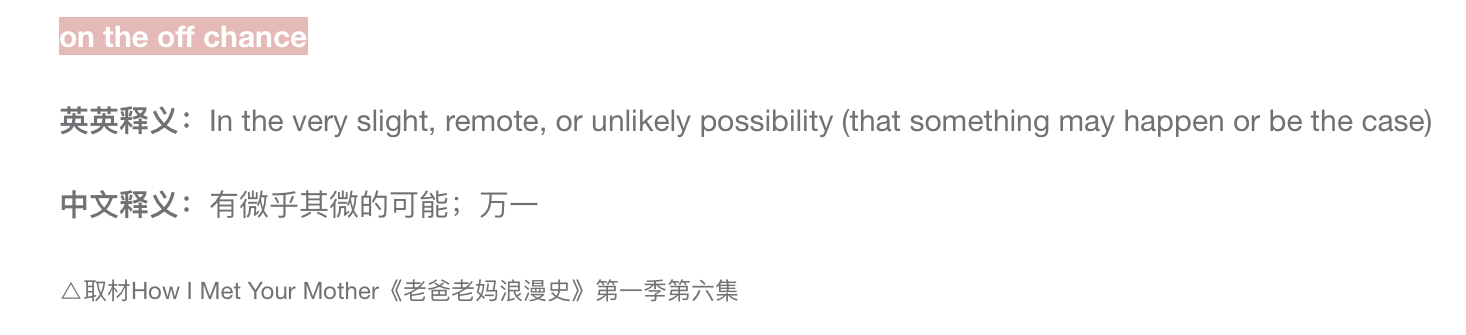 on the off chance
英英释义：In the very slight, remote, or unlikely possibility (that something may happen or be the case)
中文释义：有微乎其微的可能；万一
△取材How I Met Your Mother《老爸老妈浪漫史》第一季第六集